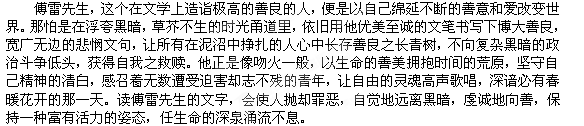 傅雷先生，这个在文学上造诣极高的善良的人，便是以自己绵延不断的善意和爱改变世
界。那怕是在浮夸黑暗，草芥不生的时光甬道里，依旧用他优美至诚的文笔书写下博大善良，
宽广无边的悲悯文句，让所有在泥沼中挣扎的人心中长存善良之长青树，不向复杂黑暗的政
治斗争低头，获得自我之救赎。他正是像吻火一般，以生命的善美拥抱时间的荒原，坚守自
己精神的清白，感召着无数遭受迫害却志不残的青年，让自由的灵魂高声歌唱，深谙必有春
暖花开的那一天。读傅雷先生的文字，会使人抛却罪恶，自觉地远离黑暗，虔诚地向善，保
持一种富有活力的姿态，任生命的深泉涌流不息。